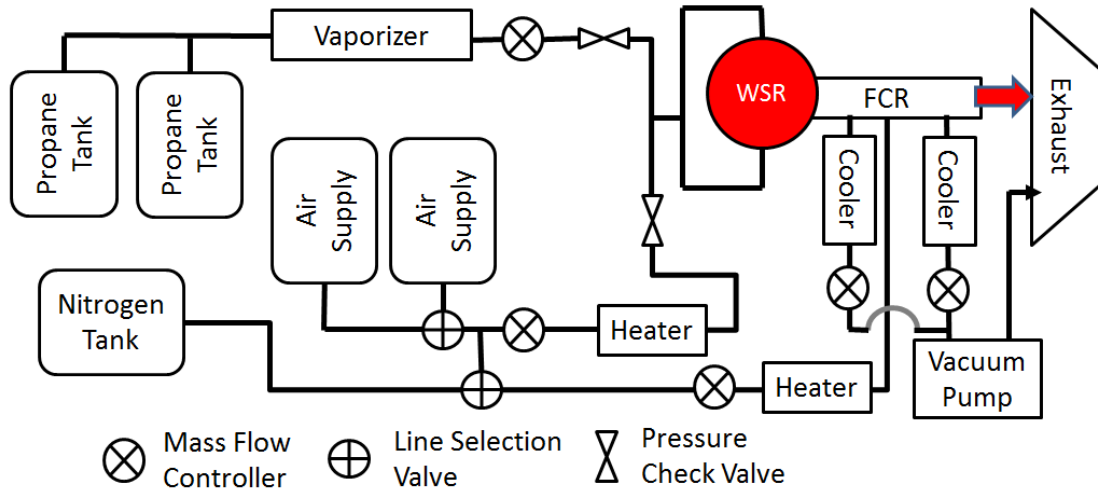 Vaporizer
WSR
FCR
Exhaust
Propane
Tank
Propane
Tank
Air
Supply
Air
Supply
Cooler
Cooler
Nitrogen
Tank
Heater
Heater
Vacuum
Pump
Mass Flow
Controller
Line Selection
Valve
Pressure
Check Valve